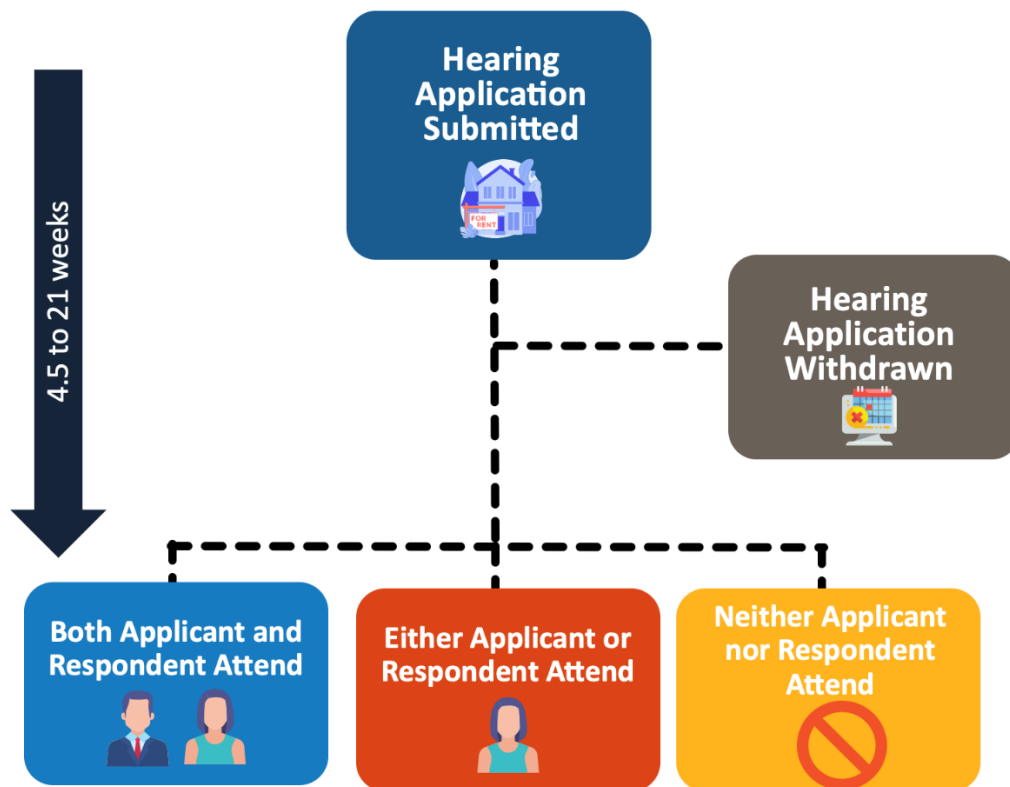 Hearing
Application
Submitted
FOR
RENT
4.5 to 21 weeks
Hearing
Application
Withdrawn
Both Applicant and
Respondent Attend
Either Applicant or
Respondent Attend
Neither Applicant
nor Respondent
Attend